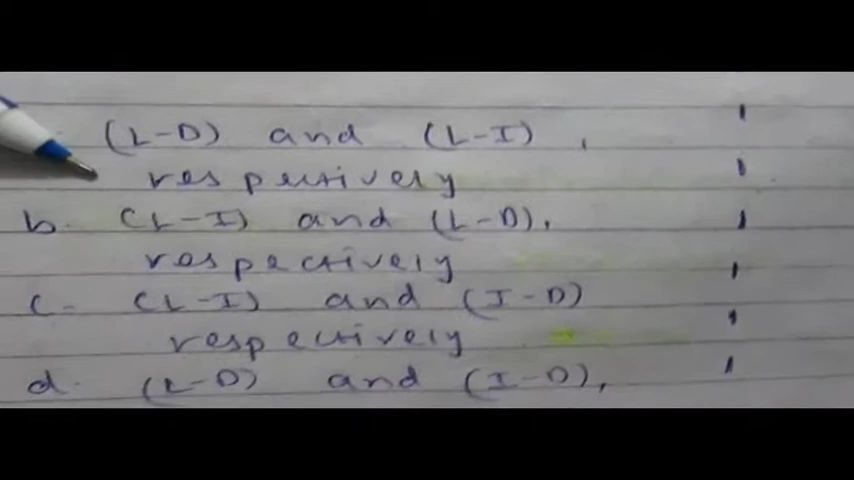 (L-D) and (L-I),
respectively
b. (L-I) and (L-D),
respectively
c. (L-I) and (I-D)
respectively
d. (L-D) and (I-D),